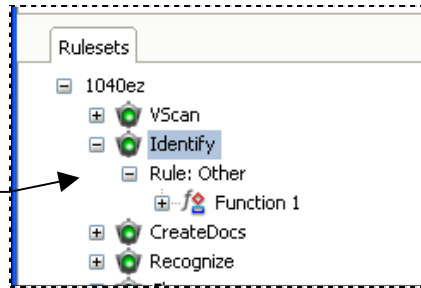 Rulesets
1040ez
VScan
Identify
Rule: Other
Function 1
CreateDocs
Recognize